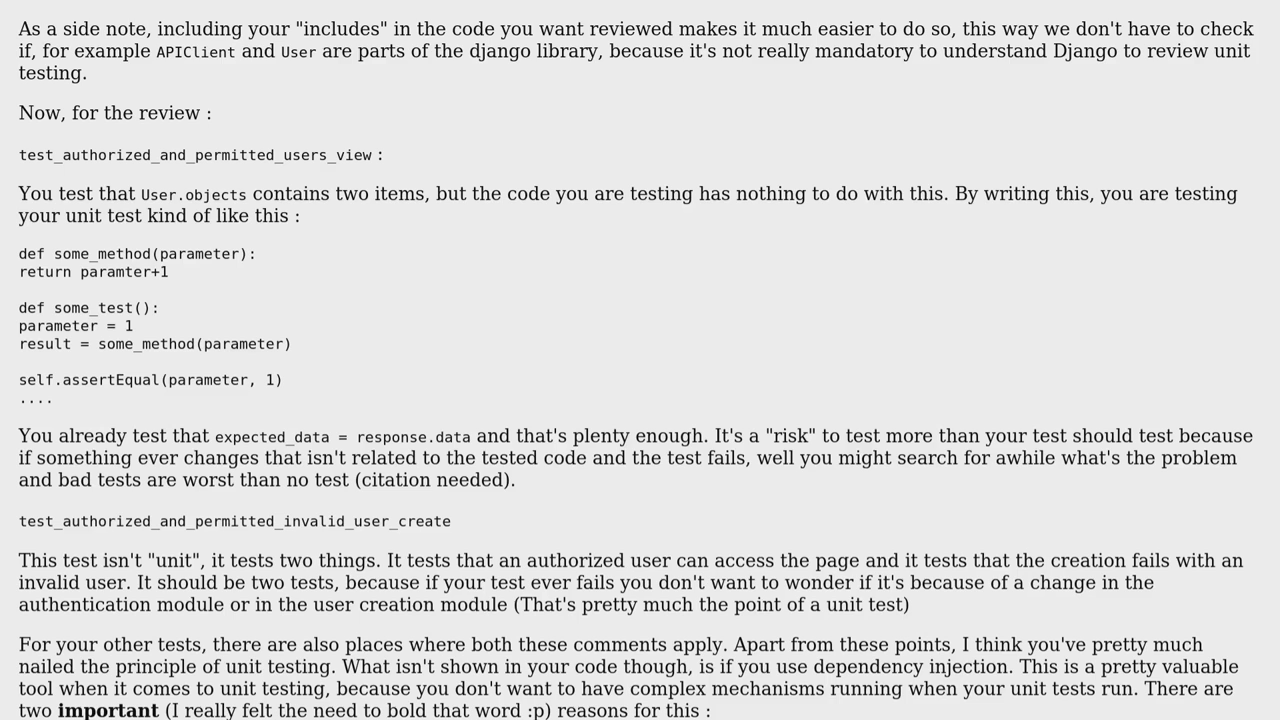 As a side note, including your "includes" in the code you want reviewed makes it much easier to do so, this way we don't have to check
if, for example APIClient and User are parts of the django library, because it's not really mandatory to understand Django to review unit
testing.
Now, for the review :
test_authorized_and_permitted_users_view :
You test that User.objects contains two items, but the code you are testing has nothing to do with this. By writing this, you are testing
your unit test kind of like this :
def some_method(parameter):
return paramter+1
def some_test():
parameter = 1
result = some_method(parameter)
self.assertEqual(parameter, 1)
....
You already test that expected_data = response.data and that's plenty enough. It's a "risk" to test more than your test should test because
if something ever changes that isn't related to the tested code and the test fails, well you might search for awhile what's the problem
and bad tests are worst than no test (citation needed).
test_authorized_and_permitted_invalid_user_create
This test isn't "unit", it tests two things. It tests that an authorized user can access the page and it tests that the creation fails with an
invalid user. It should be two tests, because if your test ever fails you don't want to wonder if it's because of a change in the
authentication module or in the user creation module (That's pretty much the point of a unit test)
For your other tests, there are also places where both these comments apply. Apart from these points, I think you've pretty much
nailed the principle of unit testing. What isn't shown in your code though, is if you use dependency injection. This is a pretty valuable
tool when it comes to unit testing, because you don't want to have complex mechanisms running when your unit tests run. There are
two important (I really felt the need to bold that word :p) reasons for this :